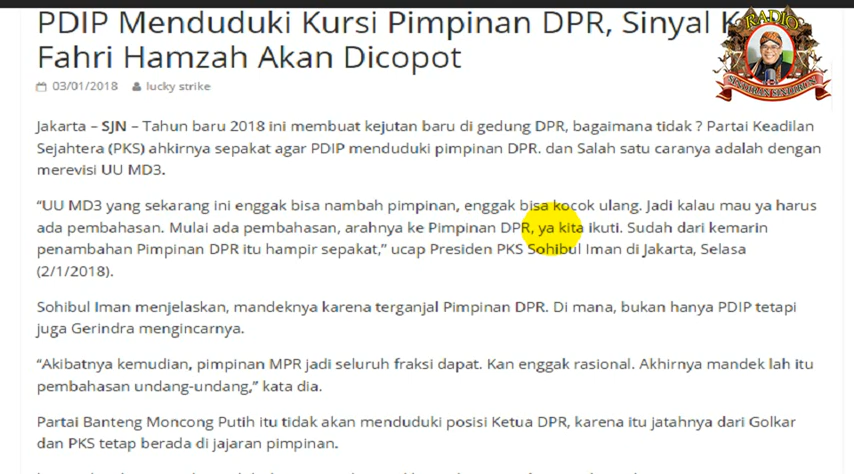 PDIP Menduduki Kursi Pimpinan DPR, Sinyal
Fahri Hamzah Akan Dicopot
03/01/2018 lucky strike
RADIO
Jakarta – SJN – Tahun baru 2018 ini membuat kejutan baru di gedung DPR, bagaimana tidak ? Partai Keadilan
Sejahtera (PKS) ahkirnya sepakat agar PDIP menduduki pimpinan DPR. dan Salah satu caranya adalah dengan
merevisi UU MD3.
“UU MD3 yang sekarang ini enggak bisa nambah pimpinan, enggak bisa kocok ulang. Jadi kalau mau ya harus
ada pembahasan. Mulai ada pembahasan, arahnya ke Pimpinan DPR, ya kita ikuti. Sudah dari kemarin
penambahan Pimpinan DPR itu hampir sepakat,” ucap Presiden PKS Sohibul Iman di Jakarta, Selasa
(2/1/2018).
Sohibul Iman menjelaskan, mandeknya karena terganjal Pimpinan DPR. Di mana, bukan hanya PDIP tetapi
juga Gerindra mengincarnya.
“Akibatnya kemudian, pimpinan MPR jadi seluruh fraksi dapat. Kan enggak rasional. Akhirnya mandek lah itu
pembahasan undang-undang,” kata dia.
Partai Banteng Moncong Putih itu tidak akan menduduki posisi Ketua DPR, karena itu jatahnya dari Golkar
dan PKS tetap berada di jajaran pimpinan.